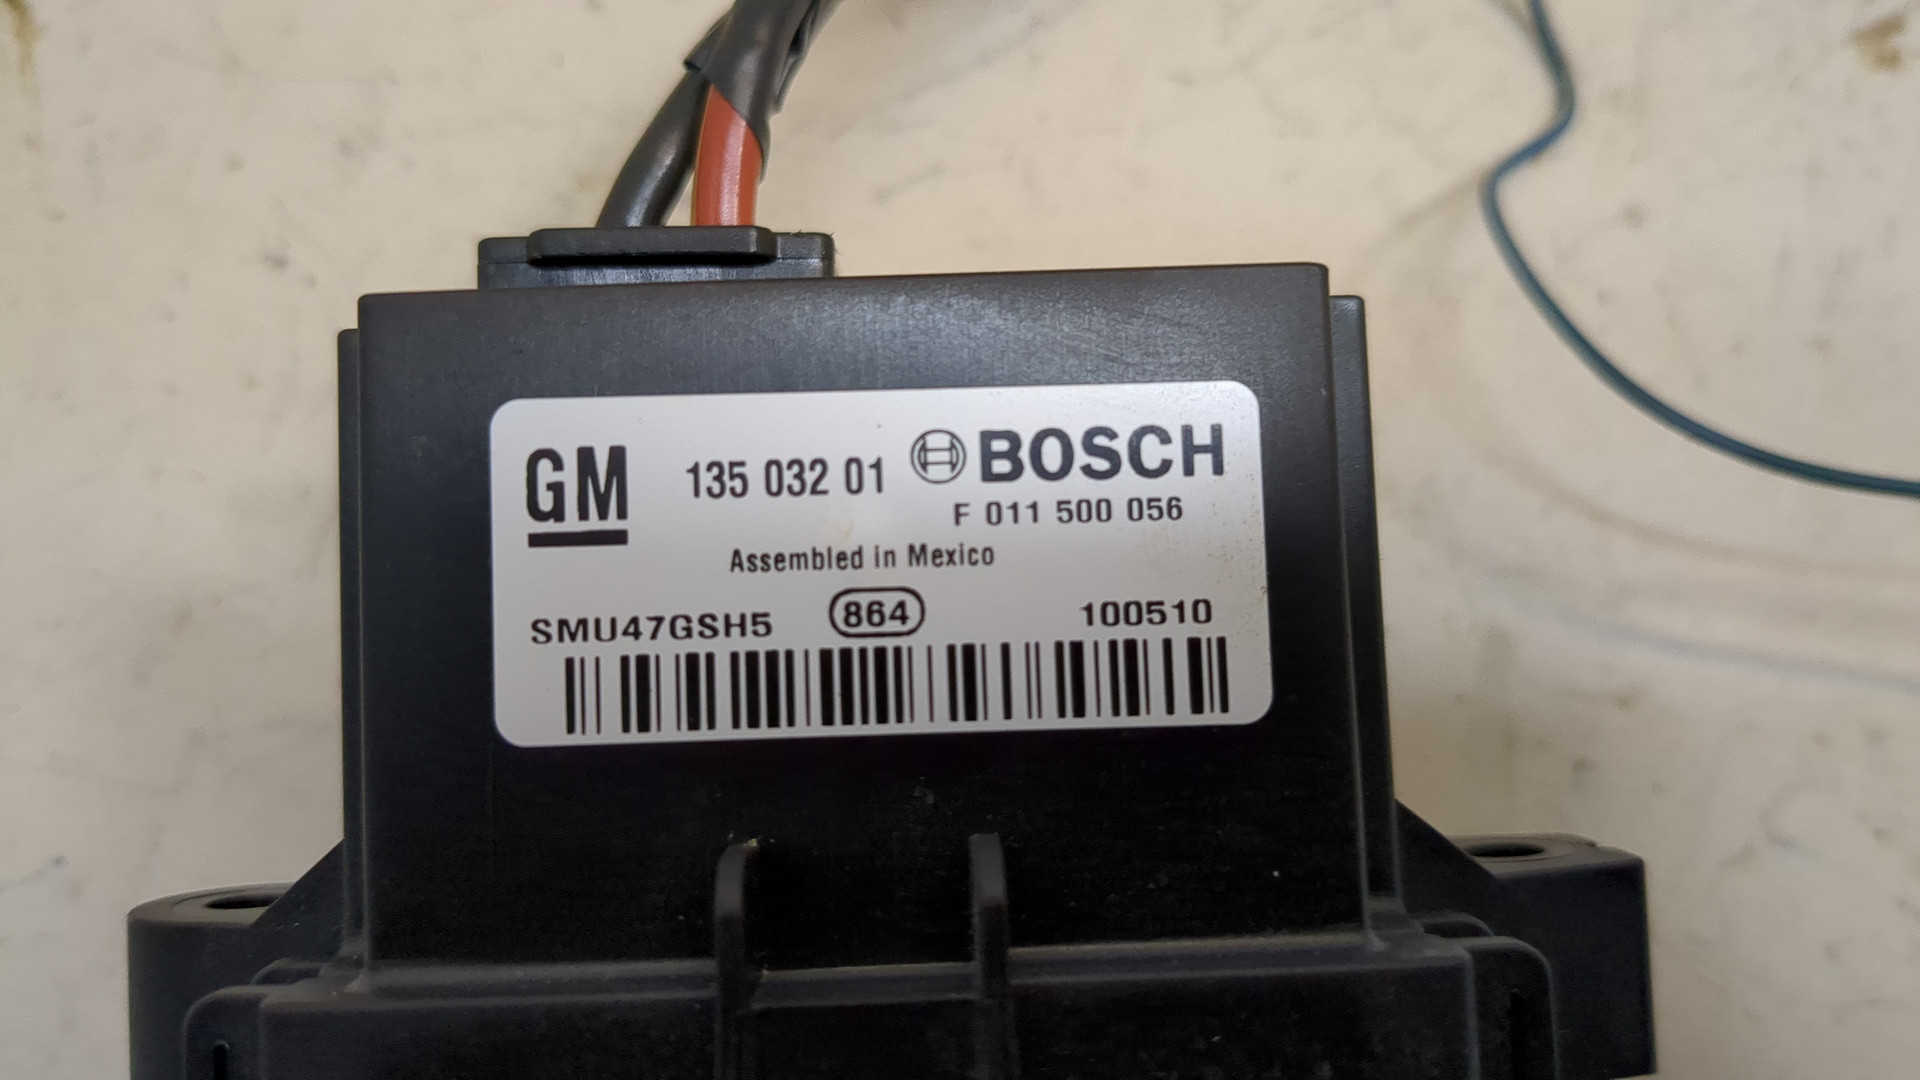 GM 135 032 01 BOSCH
F 011 500 056
Assembled in Mexico
SMU47GSH5 864 100510